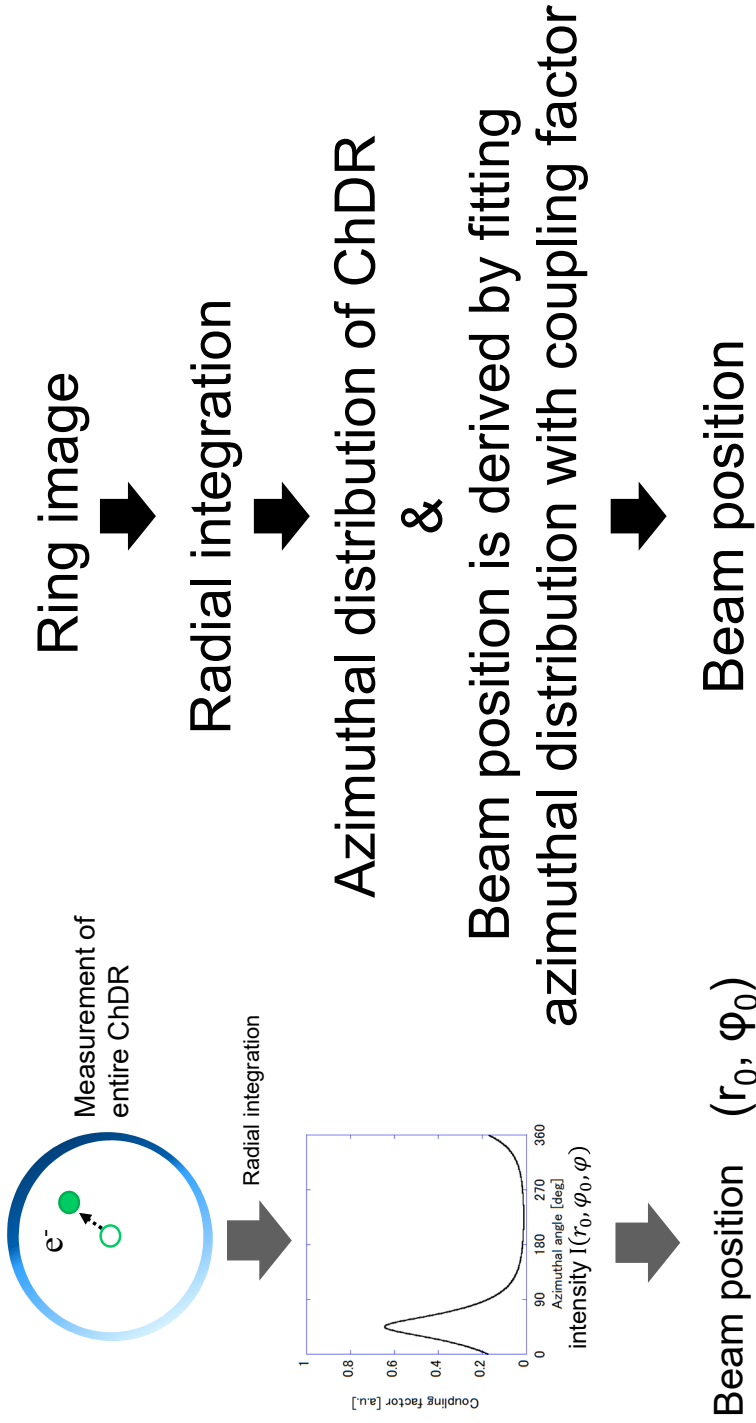 Measurement of
entire ChDR
e-
Radial integration
Coupling factor [a.u.]
1
0.8
0.6
0.4
0.2
0
0 90 180 270 360
Azimuthal angle [deg]
intensity I(r₀, φ₀, φ)
Beam position (r₀, φ₀)
Ring image
Radial integration
Azimuthal distribution of ChDR
&
Beam position is derived by fitting
azimuthal distribution with coupling factor
Beam position